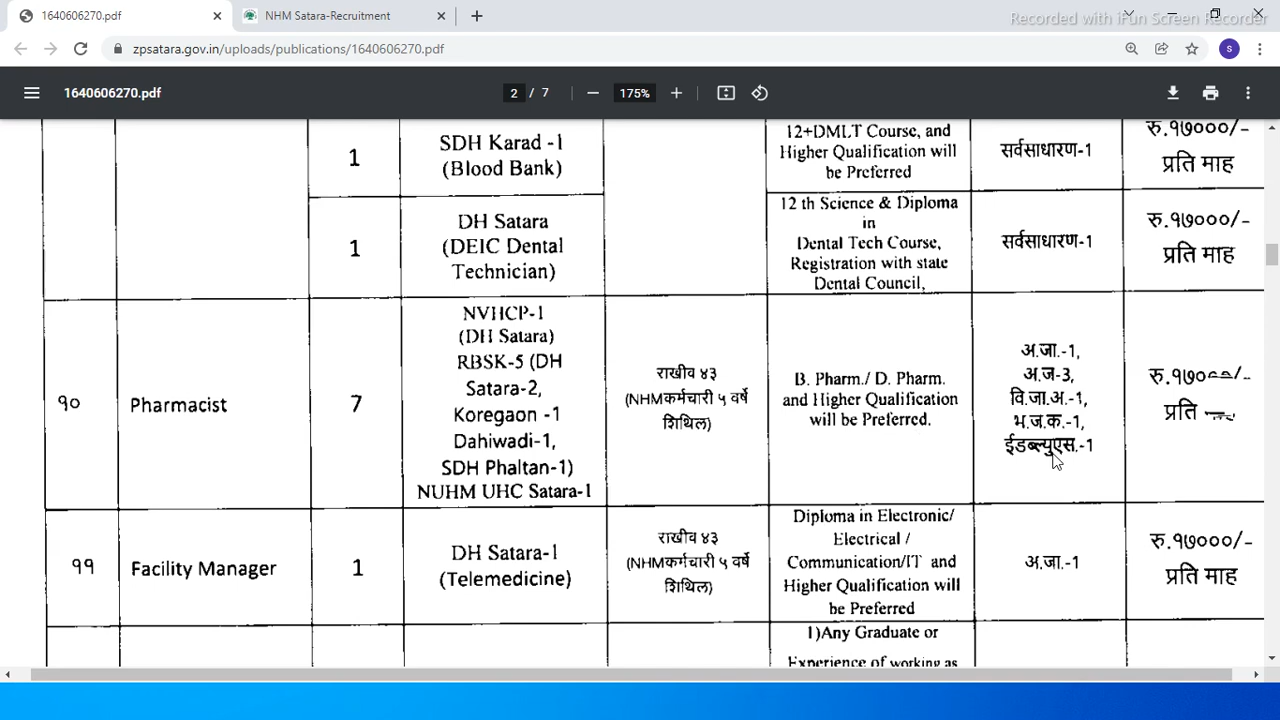 1640606270.pdf
NHM Satara-Recruitment
Recorded with iFun Screen Recorder
zpsatara.gov.in/uploads/publications/1640606270.pdf
S
1640606270.pdf
2 / 7
175%
1
SDH Karad -1
(Blood Bank)
12+DMLT Course, and
Higher Qualification will
be Preferred
सर्वसाधारण-1
रु.१७०००/-
प्रति माह
1
DH Satara
(DEIC Dental
Technician)
12 th Science & Diploma
in
Dental Tech Course,
Registration with state
Dental Council,
सर्वसाधारण-1
रु.१७०००/-
प्रति माह
१०
Pharmacist
7
NVHCP-1
(DH Satara)
RBSK-5 (DH
Satara-2,
Koregaon -1
Dahiwadi-1,
SDH Phaltan-1)
NUHM UHC Satara-1
राखीव ४३
(NHMकर्मचारी ५ वर्षे
शिथिल)
B. Pharm./ D. Pharm.
and Higher Qualification
will be Preferred.
अ.जा.-1,
अ.ज-3,
वि.जा.अ.-1,
भ.ज.क.-1,
ईडब्ल्युएस.-1
प्रति
११
Facility Manager
1
DH Satara-1
(Telemedicine)
राखीव ४३
(NHMकर्मचारी ५ वर्षे
शिथिल)
Diploma in Electronic/
Electrical /
Communication/IT and
Higher Qualification will
be Preferred
अ.जा.-1
रु.१७०००/-
प्रति माह
1)Any Graduate or
Experience of working as